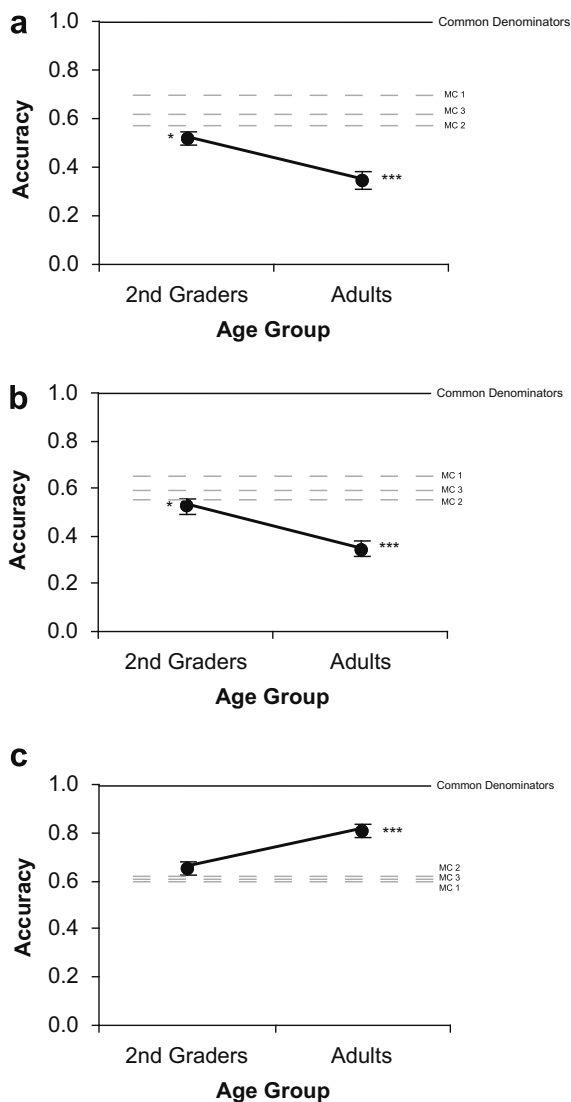 a
Common Denominators
1.0
0.8
MC 1
MC 3
0.6
MC 2
*
0.4
***
0.2
0.0
Accuracy
2nd Graders Adults
Age Group
b
Common Denominators
1.0
0.8
MC 1
0.6
MC 3
MC 2
*
0.4
***
0.2
0.0
Accuracy
2nd Graders Adults
Age Group
c
1.0
Common Denominators
0.8
***
MC 2
0.6
MC 3
MC 1
0.4
0.2
0.0
Accuracy
2nd Graders Adults
Age Group